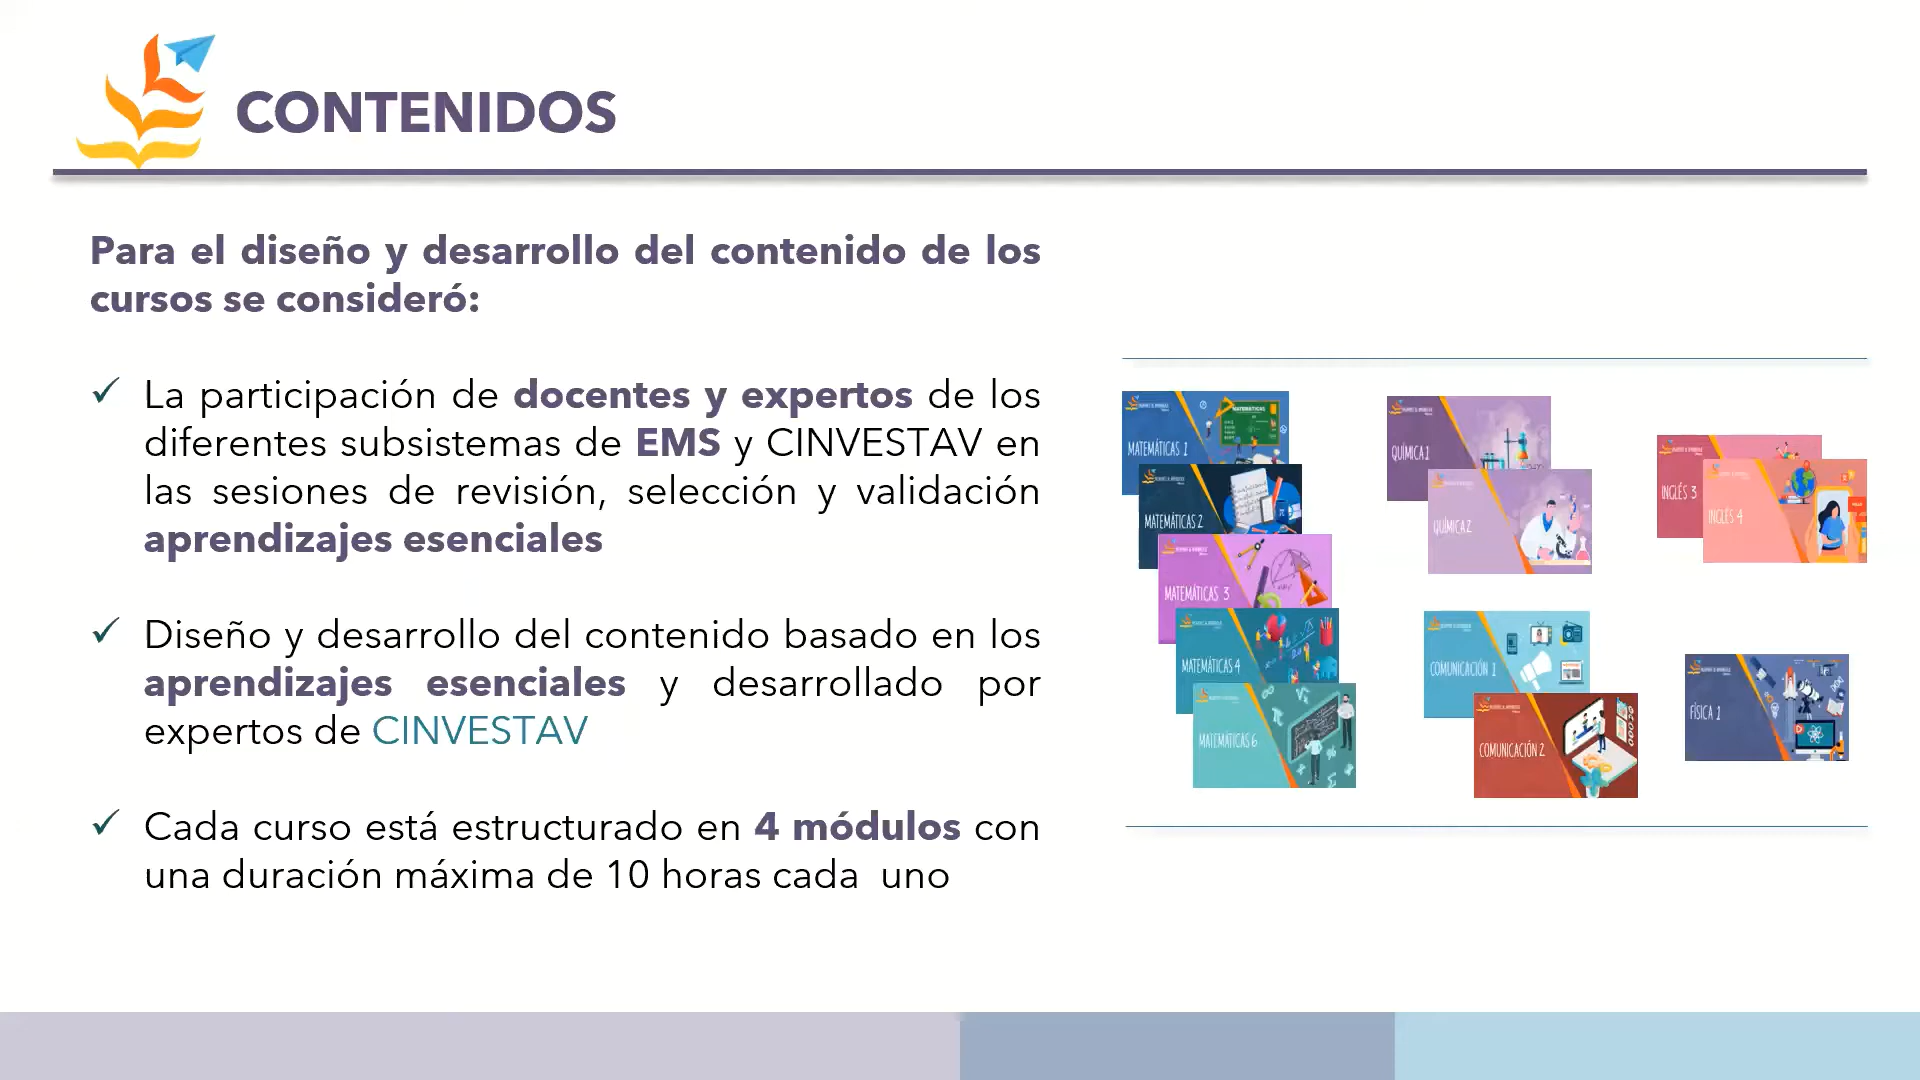 CONTENIDOS
Para el diseño y desarrollo del contenido de los
cursos se consideró:
✓ La participación de docentes y expertos de los
diferentes subsistemas de EMS y CINVESTAV en
las sesiones de revisión, selección y validación
aprendizajes esenciales
✓ Diseño y desarrollo del contenido basado en los
aprendizajes esenciales y desarrollado por
expertos de CINVESTAV
✓ Cada curso está estructurado en 4 módulos con
una duración máxima de 10 horas cada uno
MATEMÁTICAS 1
MATEMÁTICAS
MATEMÁTICAS 2
MATEMÁTICAS 3
MATEMÁTICAS 4
MATEMÁTICAS 6
QUÍMICA1
QUÍMICA2
INGLÉS 3
INGLÉS 4
COMUNICACIÓN 1
COMUNICACIÓN 2
FÍSICA 1